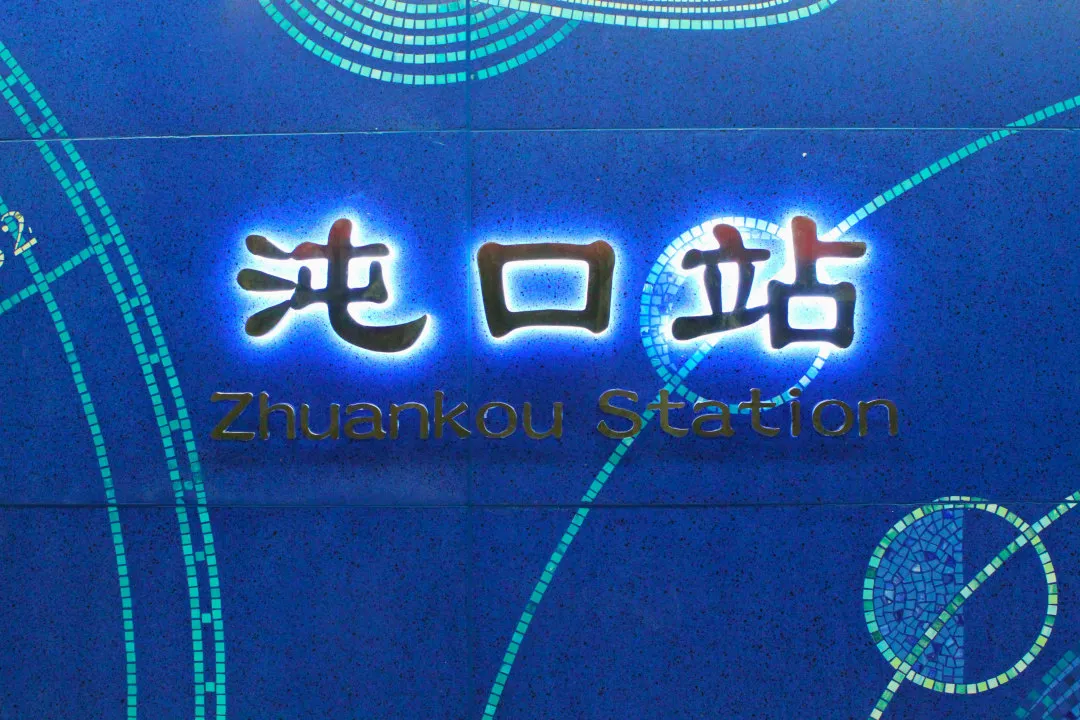 沌口站
Zhuankou Station